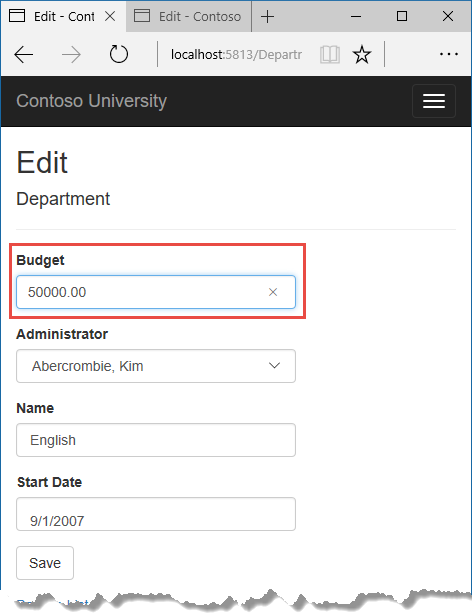 Edit - Cont
Edit - Contoso
localhost:5813/Departr
Contoso University
Edit
Department
Budget
50000.00
Administrator
Abercrombie, Kim
Name
English
Start Date
9/1/2007
Save